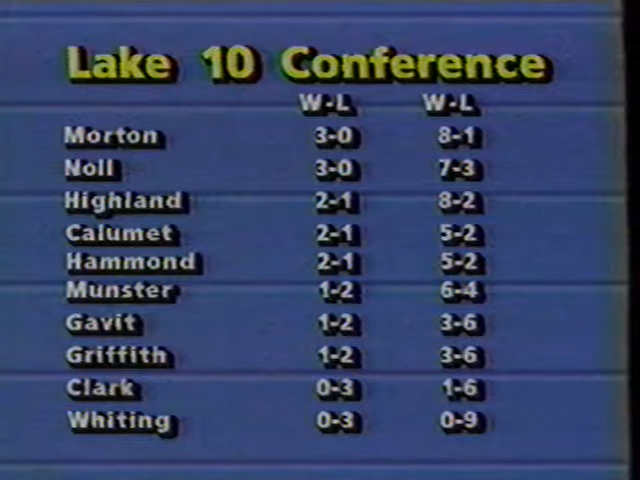 Lake 10 Conference
W-L W-L
Morton 3-0 8-1
Noll 3-0 7-3
Highland 2-1 8-2
Calumet 2-1 5-2
Hammond 2-1 5-2
Munster 1-2 6-4
Gavit 1-2 3-6
Griffith 1-2 3-6
Clark 0-3 1-6
Whiting 0-3 0-9